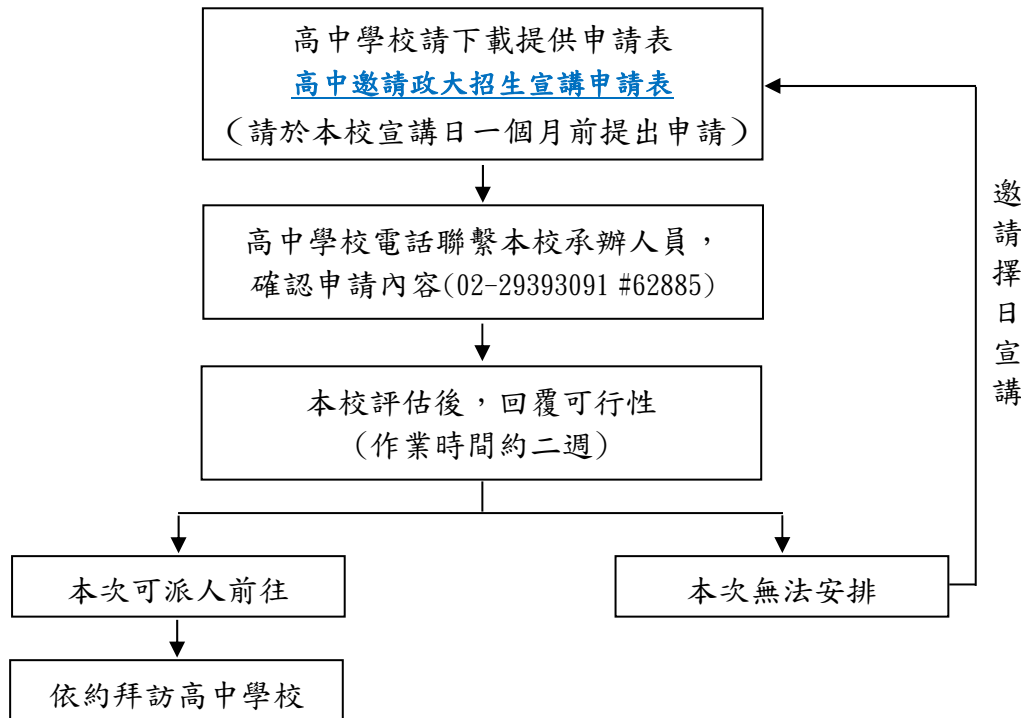 高中學校請下載提供申請表
高中邀請政大招生宣講申請表
(請於本校宣講日一個月前提出申請)
高中學校電話聯繫本校承辦人員，
確認申請內容(02-29393091 #62885)
本校評估後，回覆可行性
(作業時間約二週)
本次可派人前往
本次無法安排
依約拜訪高中學校
邀請擇日宣講